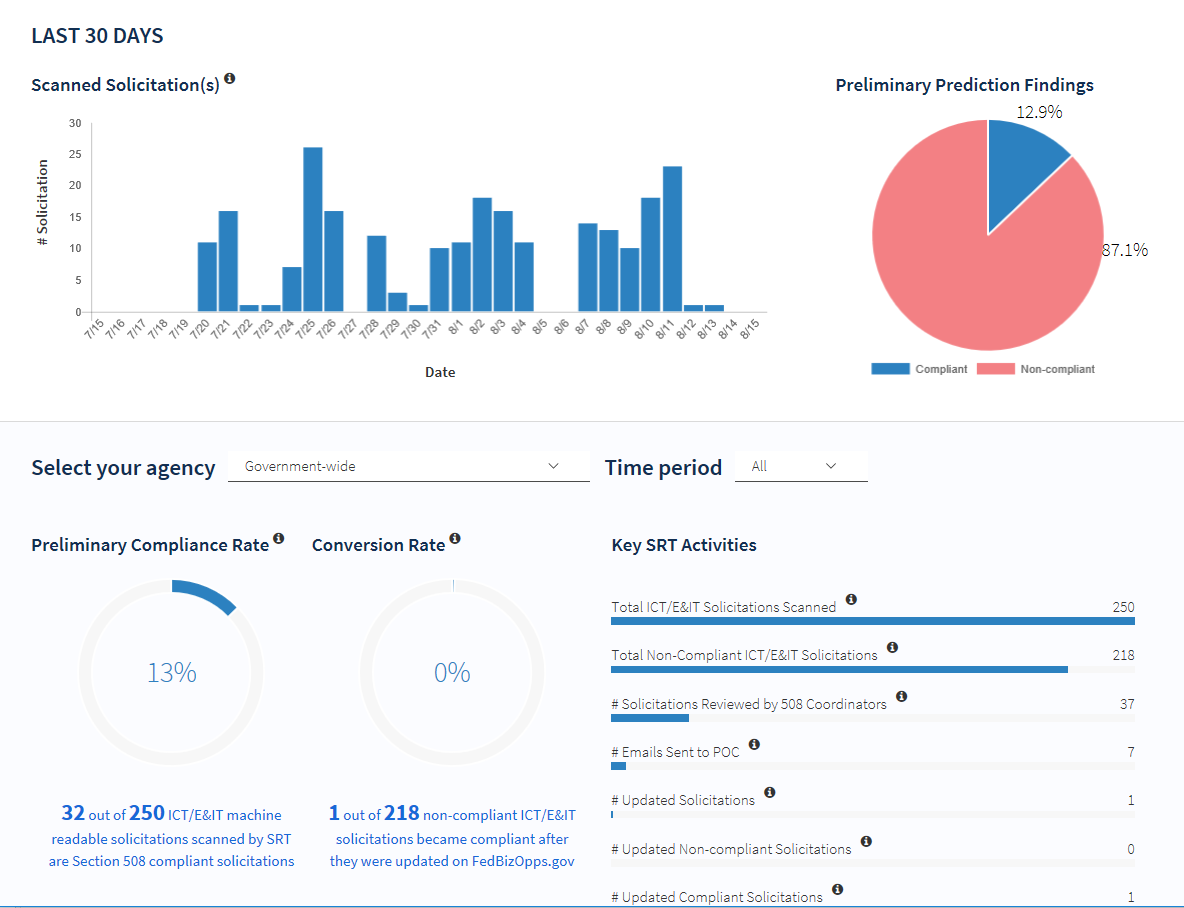 LAST 30 DAYS
Scanned Solicitation(s)
# Solicitation
30
25
20
15
10
5
0
7/15 7/16 7/17 7/18 7/19 7/20 7/21 7/22 7/23 7/24 7/25 7/26 7/27 7/28 7/29 7/30 7/31 8/1 8/2 8/3 8/4 8/5 8/6 8/7 8/8 8/9 8/10 8/11 8/12 8/13 8/14 8/15
Date
Preliminary Prediction Findings
12.9%
87.1%
Compliant Non-compliant
Select your agency Government-wide Time period All
Preliminary Compliance Rate
13%
32 out of 250 ICT/E&IT machine
readable solicitations scanned by SRT
are Section 508 compliant solicitations
Conversion Rate
0%
1 out of 218 non-compliant ICT/E&IT
solicitations became compliant after
they were updated on FedBizOpps.gov
Key SRT Activities
Total ICT/E&IT Solicitations Scanned 250
Total Non-Compliant ICT/E&IT Solicitations 218
# Solicitations Reviewed by 508 Coordinators 37
# Emails Sent to POC 7
# Updated Solicitations 1
# Updated Non-compliant Solicitations 0
# Updated Compliant Solicitations 1